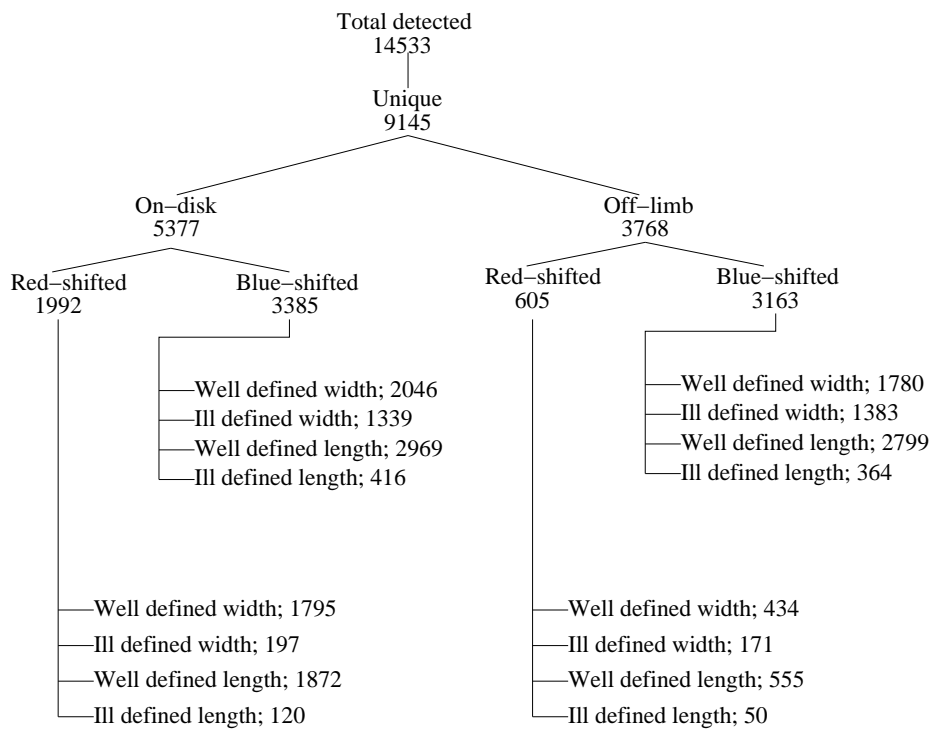 Total detected
14533
Unique
9145
On−disk
5377
Off−limb
3768
Red−shifted
1992
Blue−shifted
3385
Red−shifted
605
Blue−shifted
3163
Well defined width; 2046
Ill defined width; 1339
Well defined length; 2969
Ill defined length; 416
Well defined width; 1780
Ill defined width; 1383
Well defined length; 2799
Ill defined length; 364
Well defined width; 1795
Ill defined width; 197
Well defined length; 1872
Ill defined length; 120
Well defined width; 434
Ill defined width; 171
Well defined length; 555
Ill defined length; 50